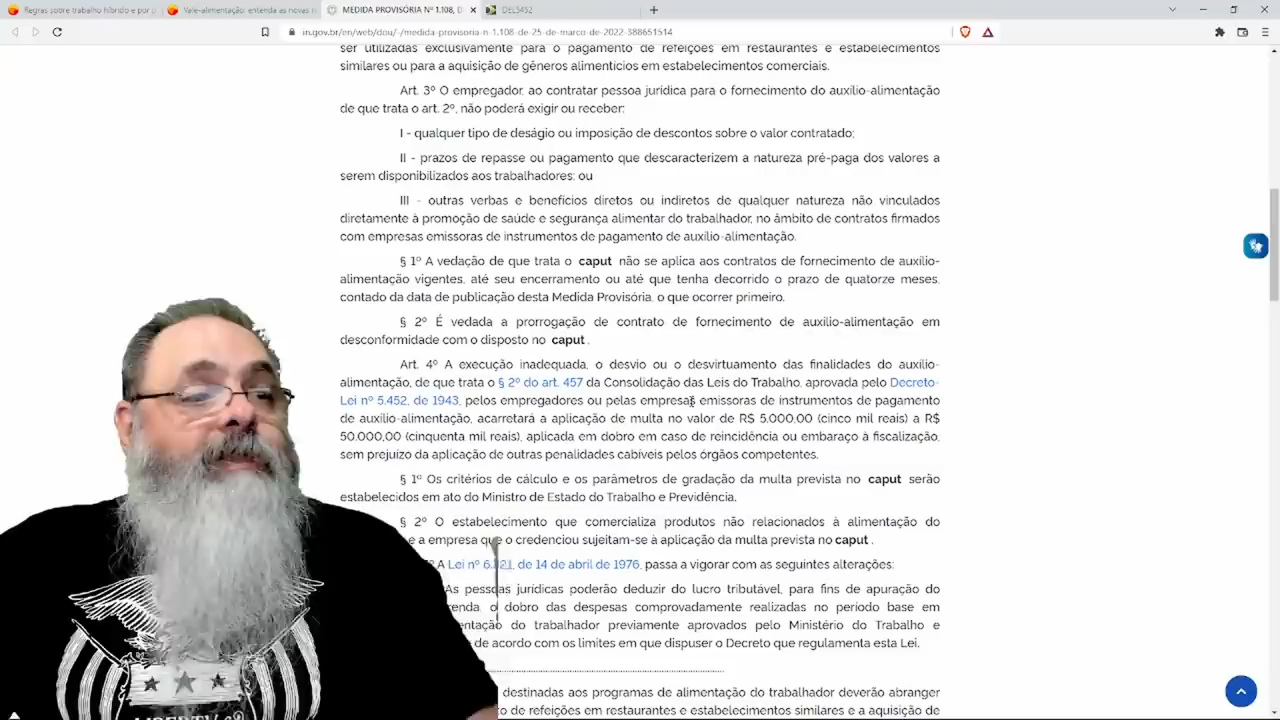 Regras sobre trabalho híbrido e por p
Vale-alimentação: entenda as novas r
MEDIDA PROVISÓRIA Nº 1.108, D
DEL5452
in.gov.br/en/web/dou/-/medida-provisoria-n-1.108-de-25-de-marco-de-2022-388651514
ser utilizadas exclusivamente para o pagamento de refeições em restaurantes e estabelecimentos
similares ou para a aquisição de gêneros alimentícios em estabelecimentos comerciais.
Art. 3º O empregador, ao contratar pessoa jurídica para o fornecimento do auxílio-alimentação
de que trata o art. 2º, não poderá exigir ou receber:
I - qualquer tipo de deságio ou imposição de descontos sobre o valor contratado;
II - prazos de repasse ou pagamento que descaracterizem a natureza pré-paga dos valores a
serem disponibilizados aos trabalhadores; ou
III - outras verbas e benefícios diretos ou indiretos de qualquer natureza não vinculados
diretamente à promoção de saúde e segurança alimentar do trabalhador, no âmbito de contratos firmados
com empresas emissoras de instrumentos de pagamento de auxílio-alimentação.
§ 1º A vedação de que trata o caput não se aplica aos contratos de fornecimento de auxílio-
alimentação vigentes, até seu encerramento ou até que tenha decorrido o prazo de quatorze meses,
contado da data de publicação desta Medida Provisória, o que ocorrer primeiro.
§ 2º É vedada a prorrogação de contrato de fornecimento de auxílio-alimentação em
desconformidade com o disposto no caput .
Art. 4º A execução inadequada, o desvio ou o desvirtuamento das finalidades do auxílio-
alimentação, de que trata o § 2º do art. 457 da Consolidação das Leis do Trabalho, aprovada pelo Decreto-
Lei nº 5.452, de 1943, pelos empregadores ou pelas empresas emissoras de instrumentos de pagamento
de auxílio-alimentação, acarretará a aplicação de multa no valor de R$ 5.000,00 (cinco mil reais) a R$
50.000,00 (cinquenta mil reais), aplicada em dobro em caso de reincidência ou embaraço à fiscalização,
sem prejuízo da aplicação de outras penalidades cabíveis pelos órgãos competentes.
§ 1º Os critérios de cálculo e os parâmetros de gradação da multa prevista no caput serão
estabelecidos em ato do Ministro de Estado do Trabalho e Previdência.
§ 2º O estabelecimento que comercializa produtos não relacionados à alimentação do
e a empresa que o credenciou sujeitam-se à aplicação da multa prevista no caput .
A Lei nº 6.321, de 14 de abril de 1976, passa a vigorar com as seguintes alterações:
As pessoas jurídicas poderão deduzir do lucro tributável, para fins de apuração do
renda, o dobro das despesas comprovadamente realizadas no período base em
mentação do trabalhador previamente aprovados pelo Ministério do Trabalho e
de acordo com os limites em que dispuser o Decreto que regulamenta esta Lei.
destinadas aos programas de alimentação do trabalhador deverão abranger
o de refeições em restaurantes e estabelecimentos similares e a aquisição de